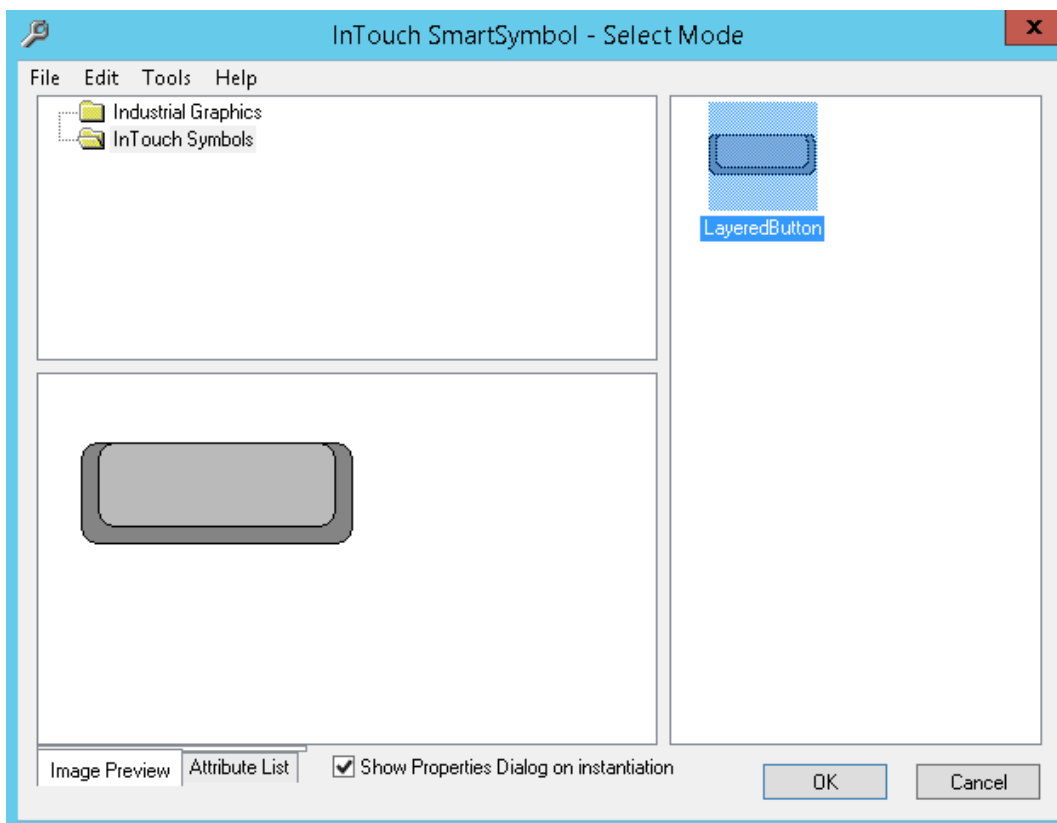 InTouch SmartSymbol - Select Mode
x
File Edit Tools Help
Industrial Graphics
InTouch Symbols
LayeredButton
Image Preview Attribute List Show Properties Dialog on instantiation
OK Cancel